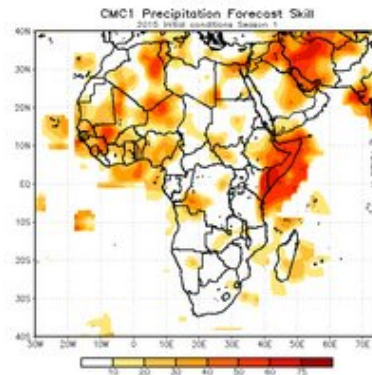 CMC1 Precipitation Forecast Skill
2015 Initial conditions Season 1
40N
30N
20N
10N
EQ
10S
20S
30S
40S
30W 20W 10W 0 10E 20E 30E 40E 50E 60E 70E
10 20 30 50 60 75